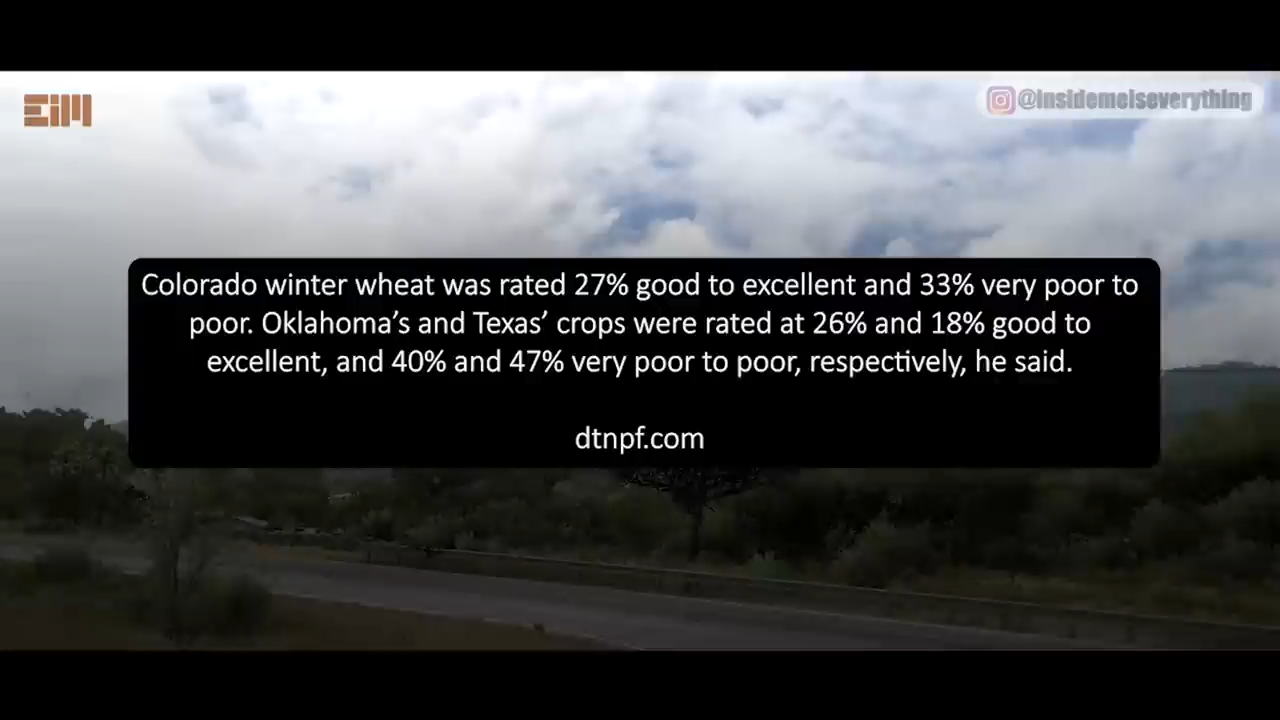 EiM
@insidemeiseverything
Colorado winter wheat was rated 27% good to excellent and 33% very poor to
poor. Oklahoma’s and Texas’ crops were rated at 26% and 18% good to
excellent, and 40% and 47% very poor to poor, respectively, he said.
dtnpf.com